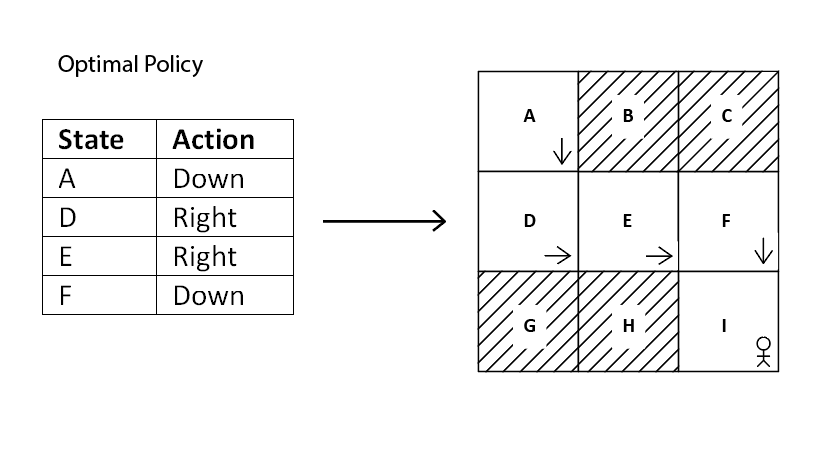 Optimal Policy
State Action
A Down
D Right
E Right
F Down
A B C
D E F
G H I